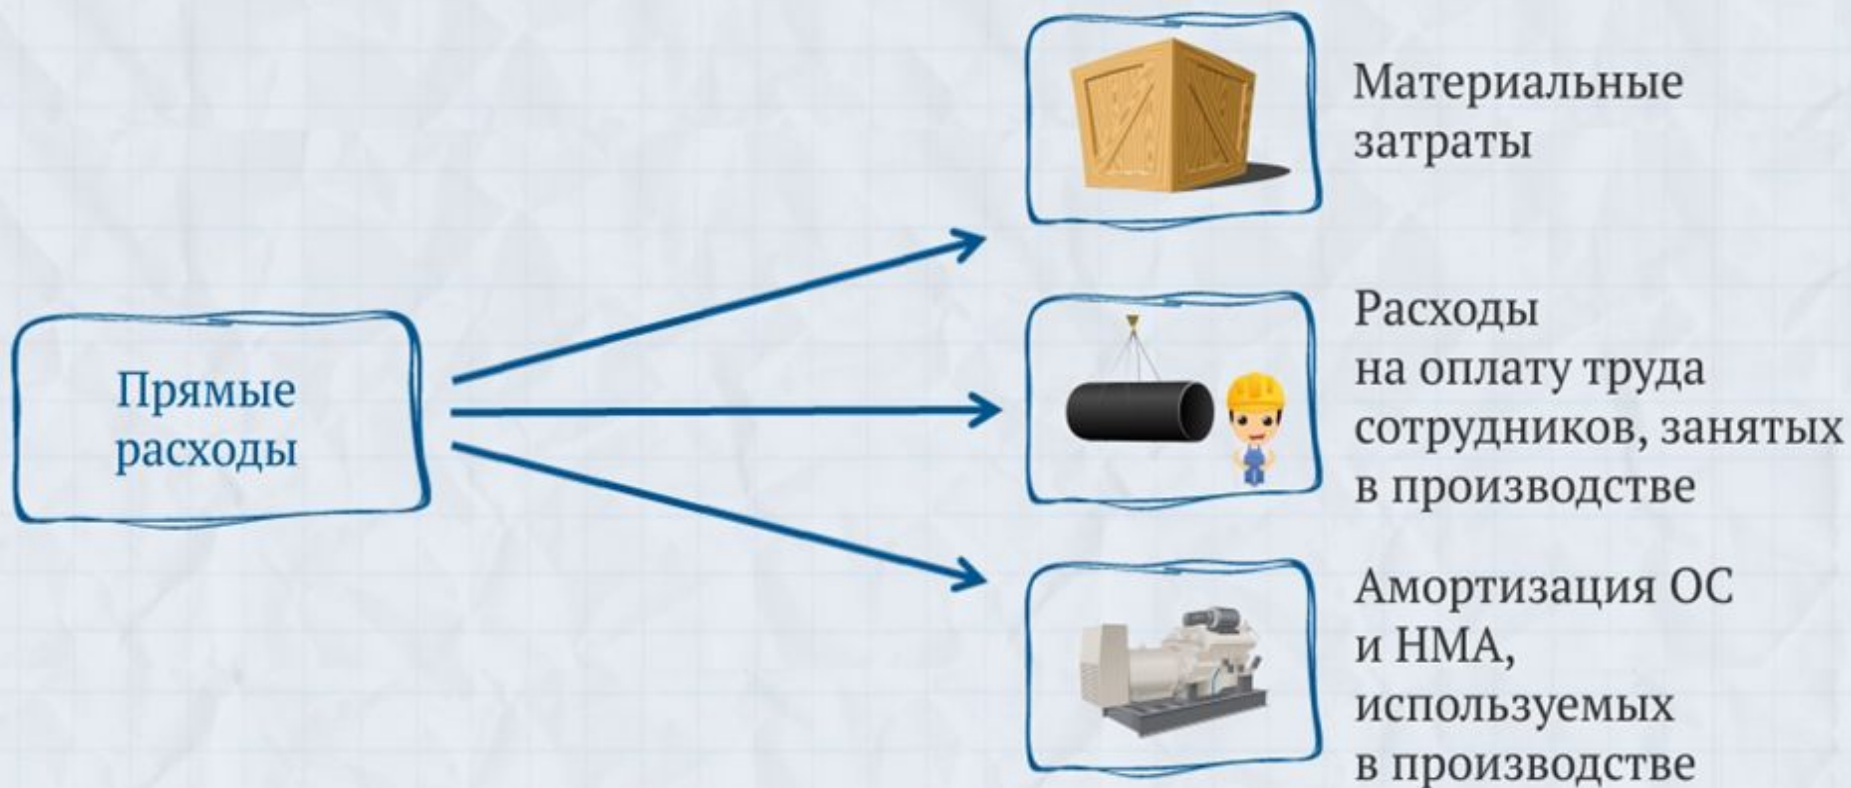 Прямые
расходы
Материальные
затраты
Расходы
на оплату труда
сотрудников, занятых
в производстве
Амортизация ОС
и НМА,
используемых
в производстве